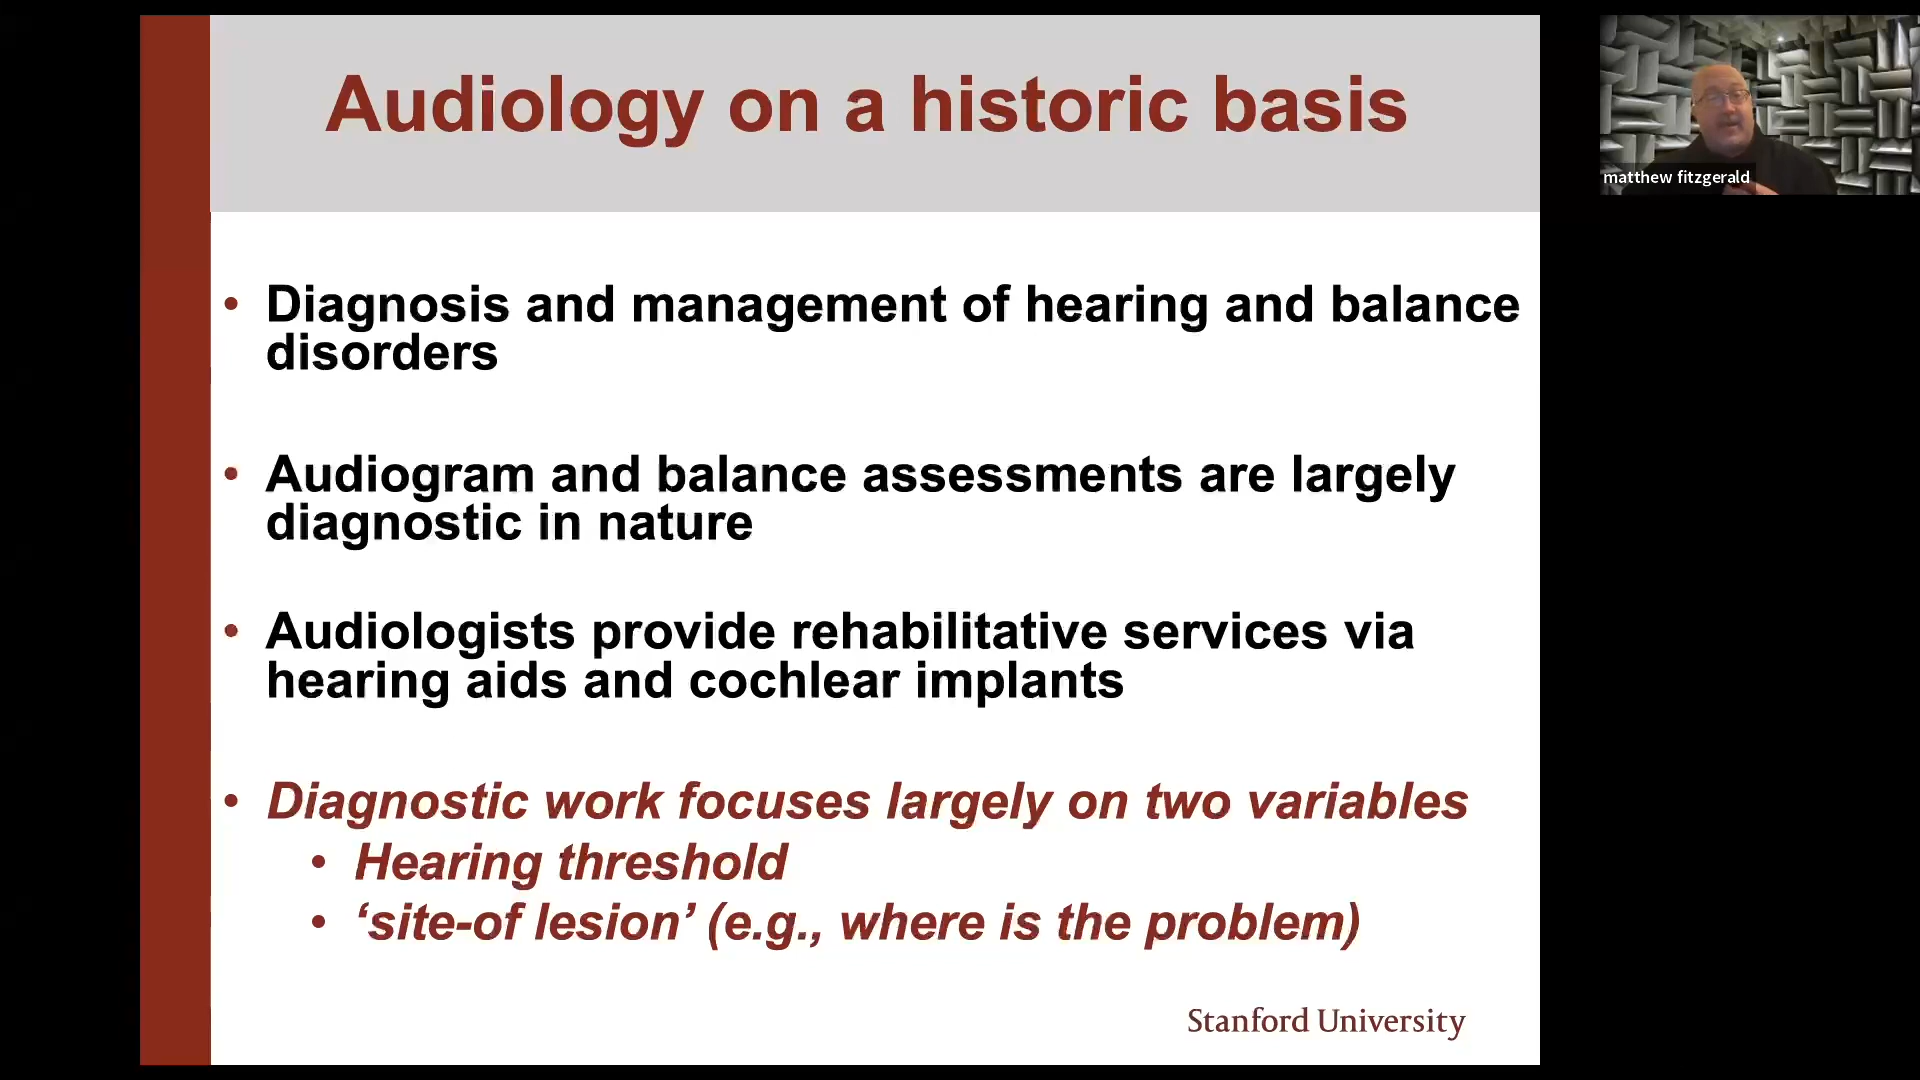 Audiology on a historic basis
matthew fitzgerald
• Diagnosis and management of hearing and balance
disorders
• Audiogram and balance assessments are largely
diagnostic in nature
• Audiologists provide rehabilitative services via
hearing aids and cochlear implants
• Diagnostic work focuses largely on two variables
• Hearing threshold
• ‘site-of lesion’ (e.g., where is the problem)
Stanford University